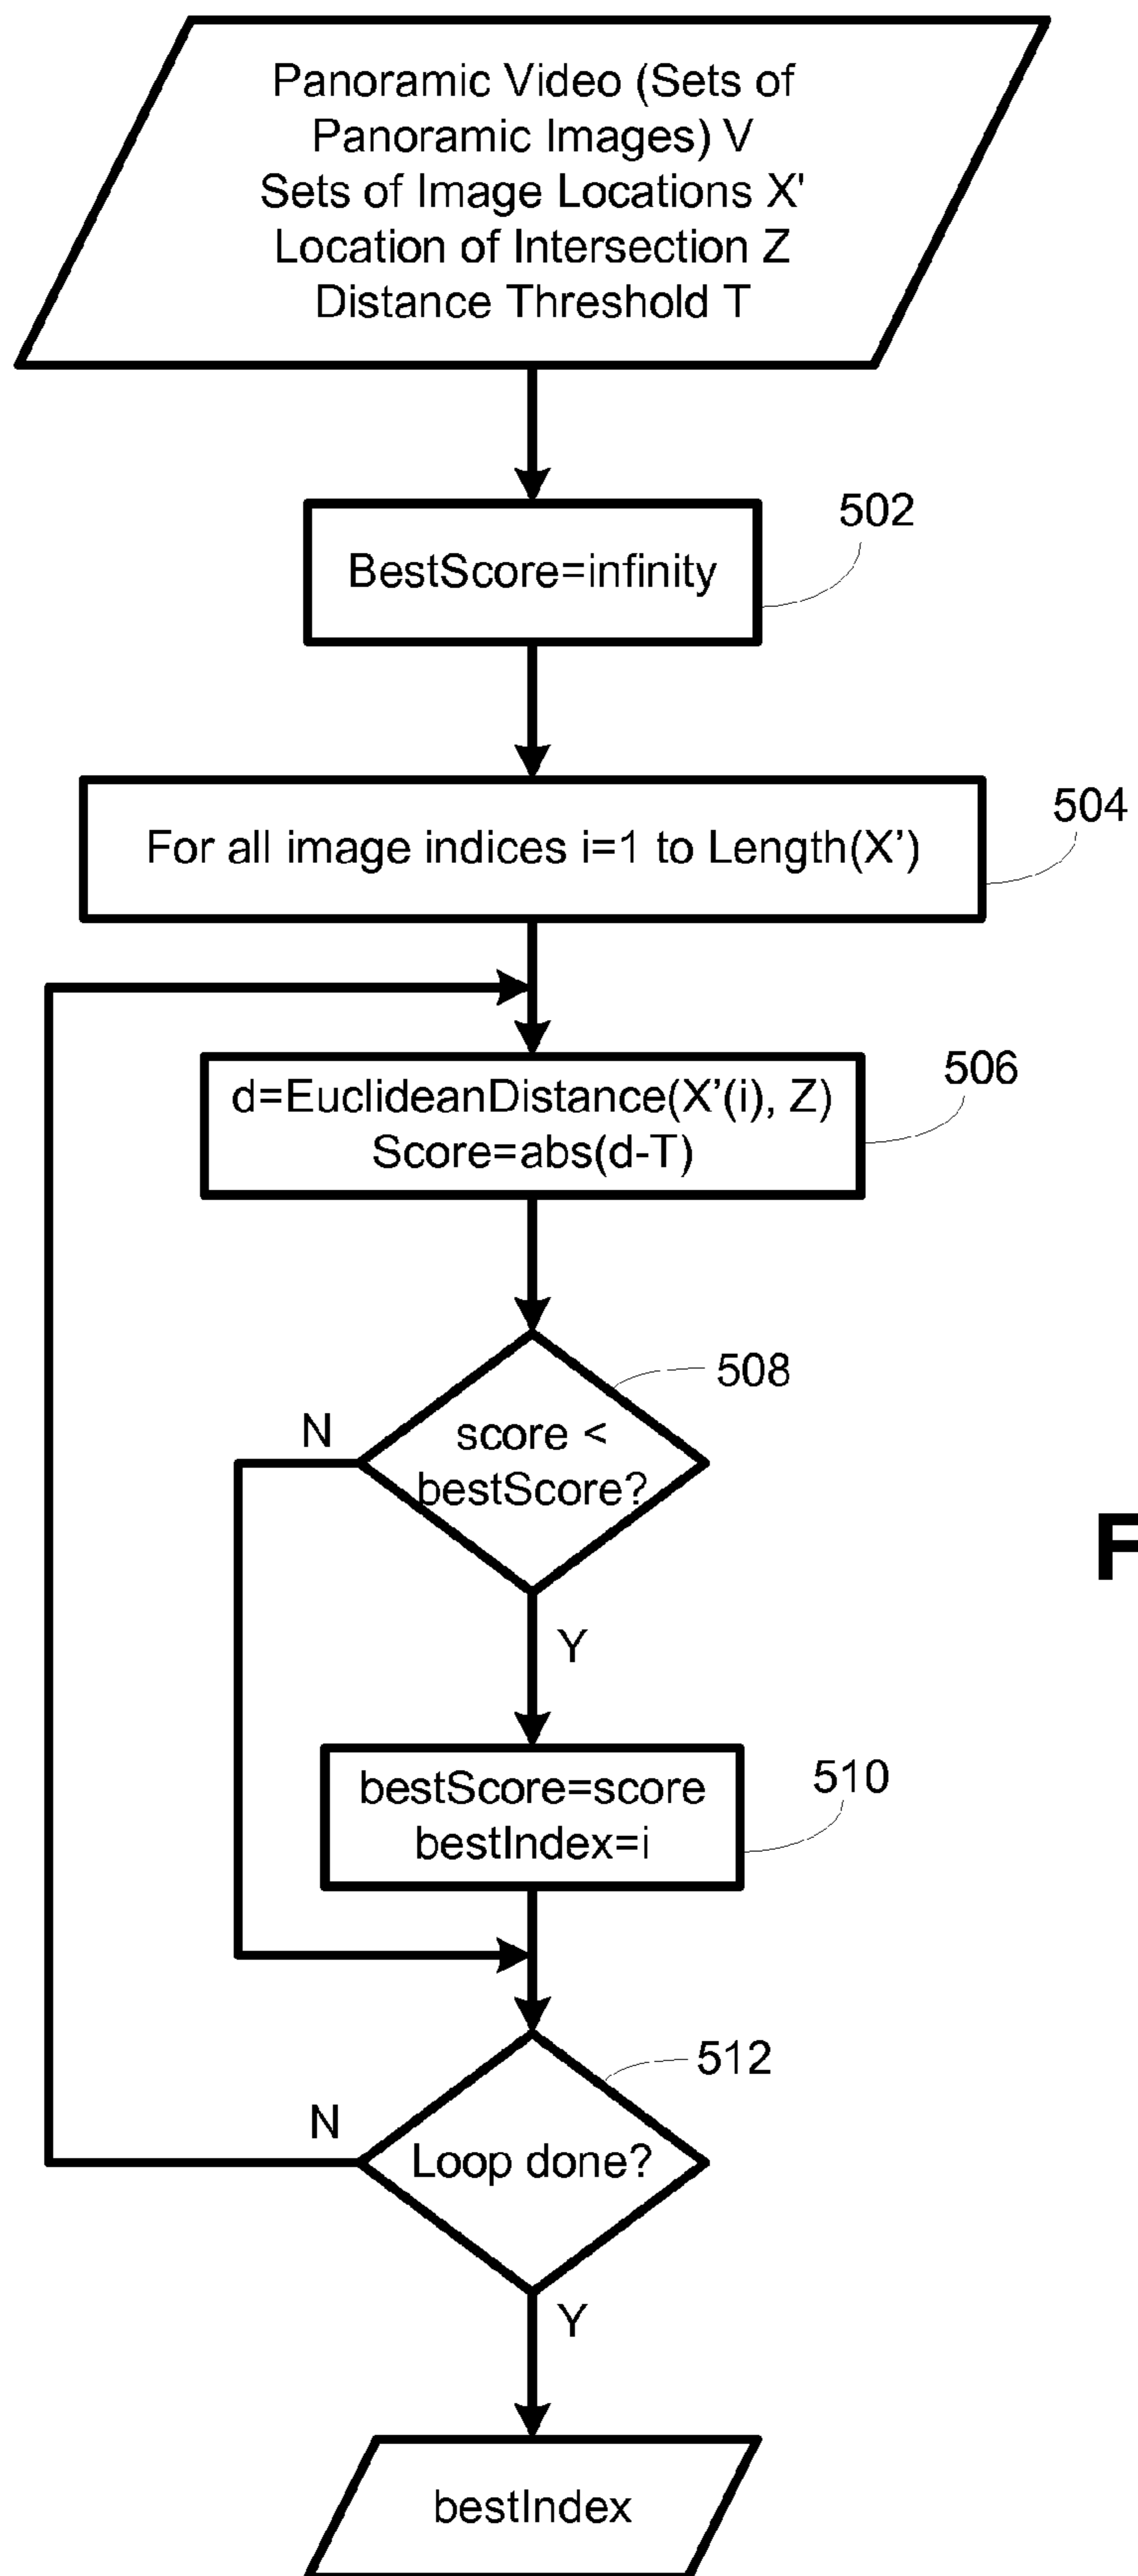 Panoramic Video (Sets of
Panoramic Images) V
Sets of Image Locations X'
Location of Intersection Z
Distance Threshold T
502
BestScore=infinity
504
For all image indices i=1 to Length(X’)
506
d=EuclideanDistance(X’(i), Z)
Score=abs(d-T)
508
N
score <
bestScore?
F
Y
510
bestScore=score
bestIndex=i
512
N
Loop done?
Y
bestIndex